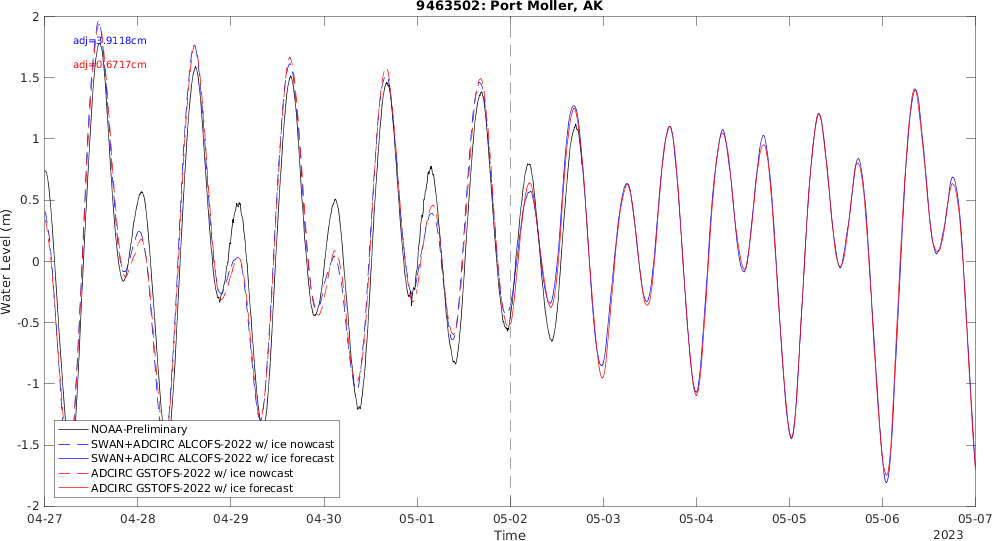 9463502: Port Moller, AK
adj=3.9118cm
adj=0.6717cm
Water Level (m)
2
1.5
1
0.5
0
-0.5
-1
-1.5
-2
NOAA-Preliminary
SWAN+ADCIRC ALCOFS-2022 w/ ice nowcast
SWAN+ADCIRC ALCOFS-2022 w/ ice forecast
ADCIRC GSTOFS-2022 w/ ice nowcast
ADCIRC GSTOFS-2022 w/ ice forecast
04-27 04-28 04-29 04-30 05-01 05-02 05-03 05-04 05-05 05-06 05-07
Time
2023